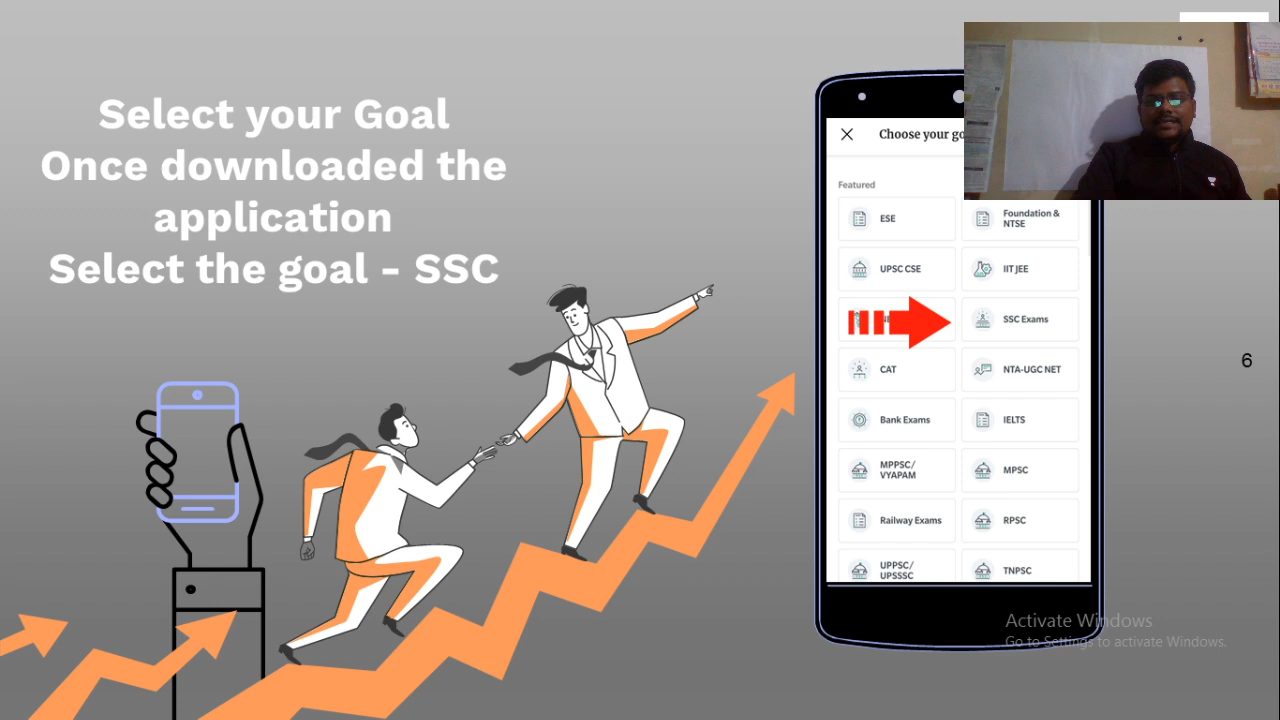 Select your Goal
Once downloaded the
application
Select the goal - SSC
Choose your
Featured
ESE
Foundation &
NTSE
UPSC CSE
IIT JEE
SSC Exams
CAT
NTA-UGC NET
Bank Exams
IELTS
MPPSC/
VYAPAM
MPSC
Railway Exams
RPSC
UPPSC/
UPSSSC
TNPSC
6
Activate Windows
Go to Settings to activate Windows.